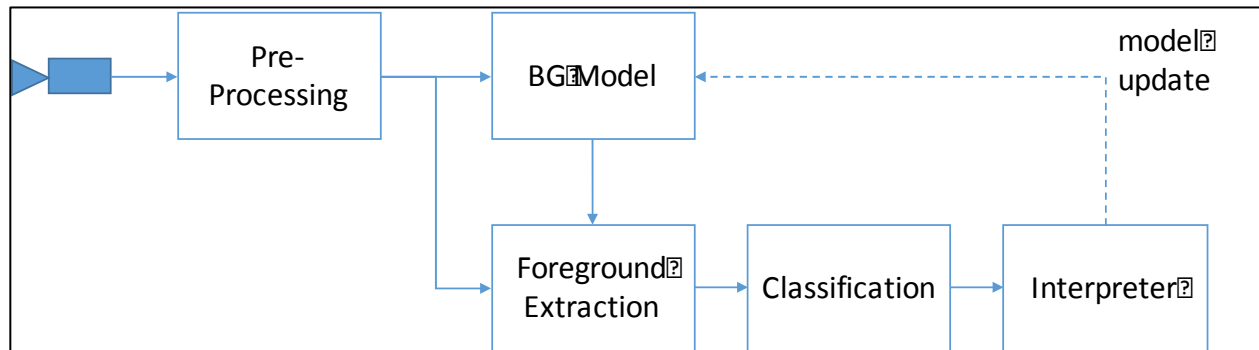 Pre-
Processing
BG⍰Model
model⍰
update
Foreground⍰
Extraction
Classification
Interpreter⍰